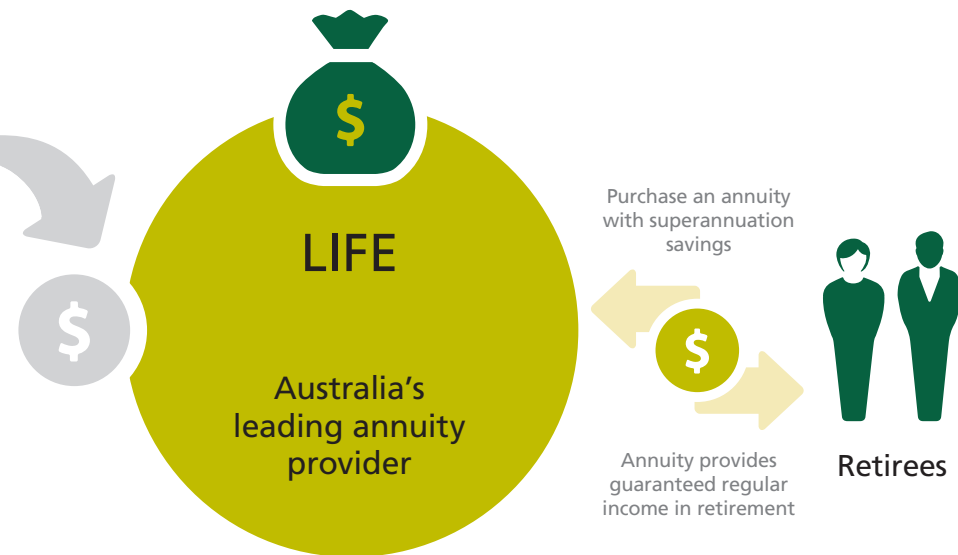 $
LIFE
Australia’s
leading annuity
provider
$
Purchase an annuity
with superannuation
savings
$
Annuity provides
guaranteed regular
income in retirement
Retirees